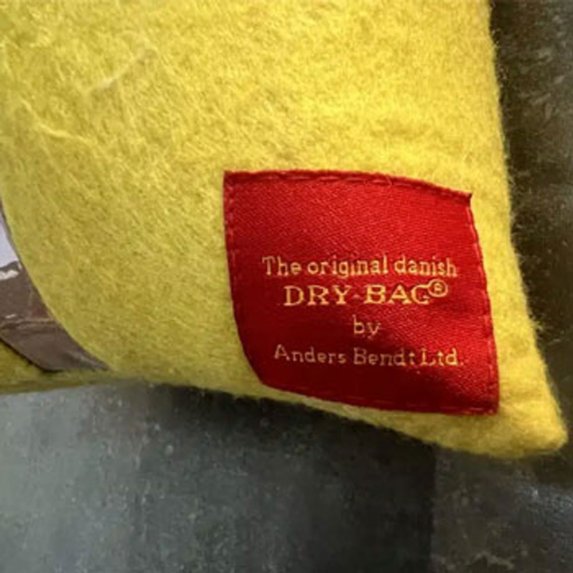 The original danish
DRY-BAG®
by
Anders Bendt Ltd.